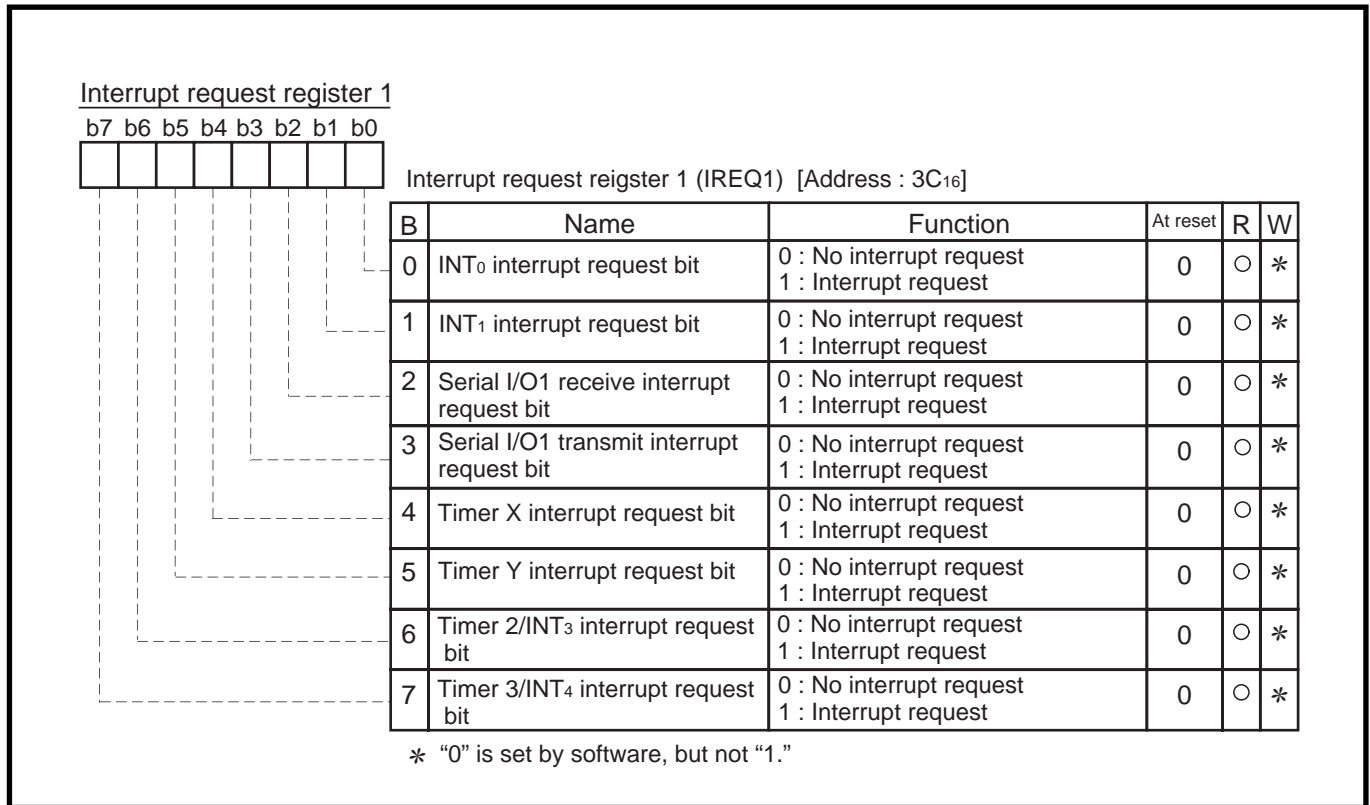 Interrupt request register 1
b7 b6 b5 b4 b3 b2 b1 b0
Interrupt request reigster 1 (IREQ1) [Address : 3C16]
B Name Function At reset R W
0 INT0 interrupt request bit 0 : No interrupt request 0 ○ *
1 : Interrupt request
1 INT1 interrupt request bit 0 : No interrupt request 0 ○ *
1 : Interrupt request
2 Serial I/O1 receive interrupt 0 : No interrupt request 0 ○ *
request bit 1 : Interrupt request
3 Serial I/O1 transmit interrupt 0 : No interrupt request 0 ○ *
request bit 1 : Interrupt request
4 Timer X interrupt request bit 0 : No interrupt request 0 ○ *
1 : Interrupt request
5 Timer Y interrupt request bit 0 : No interrupt request 0 ○ *
1 : Interrupt request
6 Timer 2/INT3 interrupt request 0 : No interrupt request 0 ○ *
bit 1 : Interrupt request
7 Timer 3/INT4 interrupt request 0 : No interrupt request 0 ○ *
bit 1 : Interrupt request
* “0” is set by software, but not “1.”